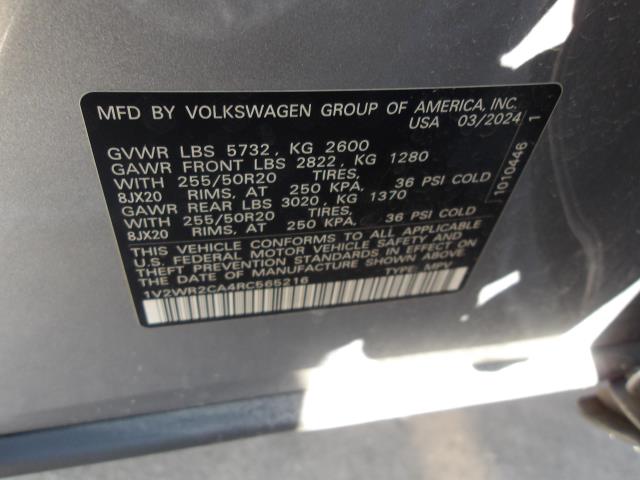 MFD BY VOLKSWAGEN GROUP OF AMERICA, INC.
USA 03/2024
GVWR LBS 5732, KG 2600
GAWR FRONT LBS 2822, KG 1280
WITH 255/50R20 TIRES,
8JX20 RIMS, AT 250 KPA, 36 PSI COLD
GAWR REAR LBS 3020, KG 1370
WITH 255/50R20 TIRES,
8JX20 RIMS, AT 250 KPA, 36 PSI COLD
THIS VEHICLE CONFORMS TO ALL APPLICABLE
U.S. FEDERAL MOTOR VEHICLE SAFETY AND
THEFT PREVENTION STANDARDS IN EFFECT ON
THE DATE OF MANUFACTURE SHOWN ABOVE.
1V2WR2CA4RC565216 TYPE: MPV
1010446 1